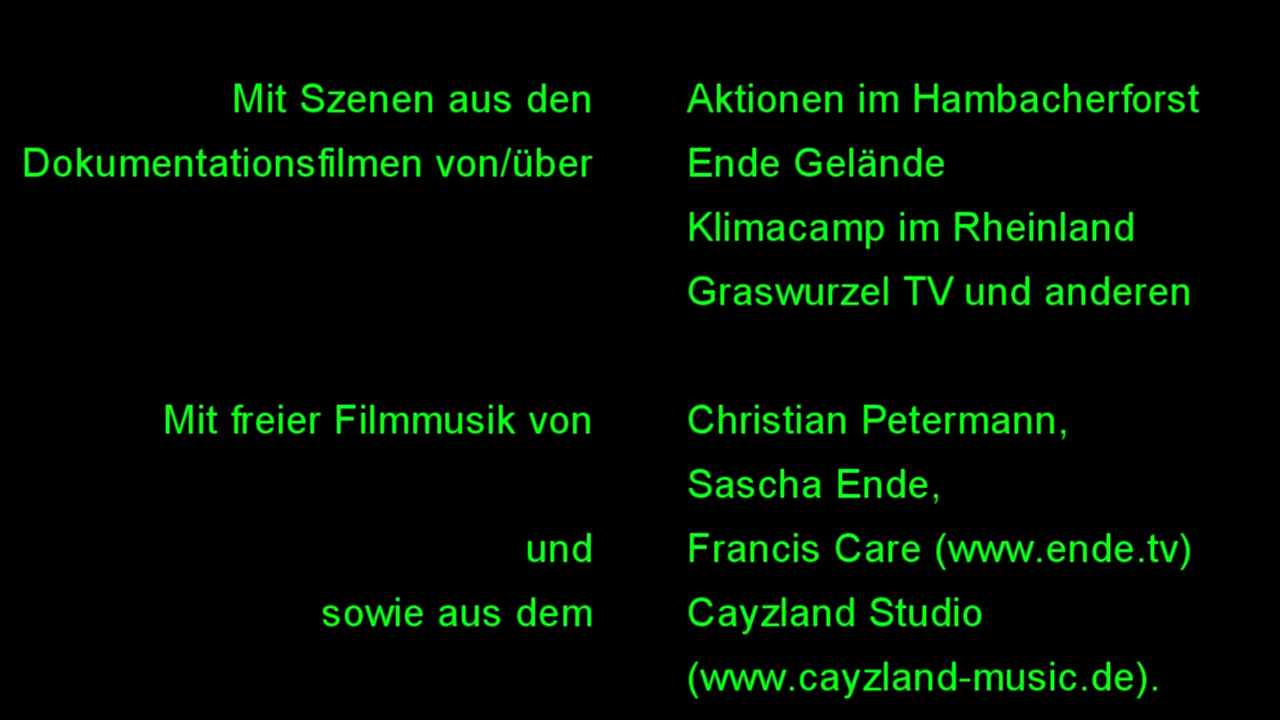 Mit Szenen aus den Aktionen im Hambacherforst
Dokumentationsfilmen von/über Ende Gelände
Klimacamp im Rheinland
Graswurzel TV und anderen
Mit freier Filmmusik von Christian Petermann,
Sascha Ende,
und Francis Care (www.ende.tv)
sowie aus dem Cayzland Studio
(www.cayzland-music.de).